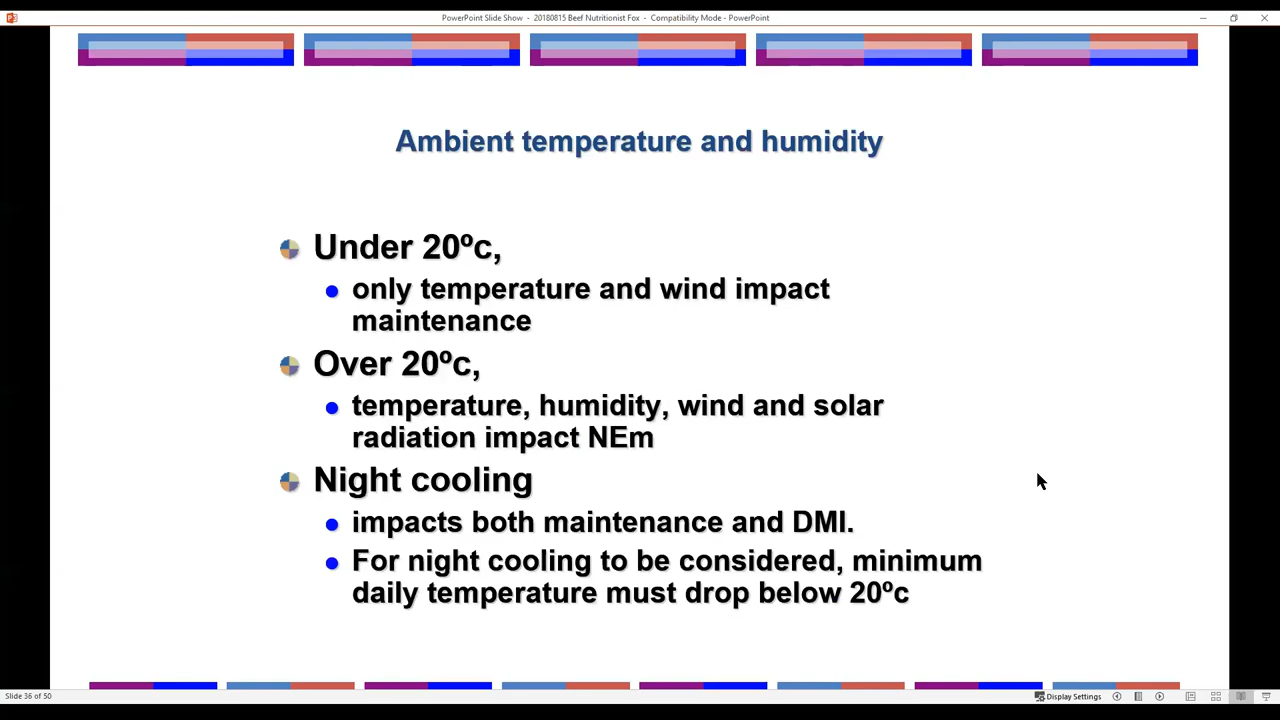 PowerPoint Slide Show - 20180815 Beef Nutritionist Fox - Compatibility Mode - PowerPoint
Ambient temperature and humidity
Under 20ºc,
only temperature and wind impact
maintenance
Over 20ºc,
temperature, humidity, wind and solar
radiation impact NEm
Night cooling
impacts both maintenance and DMI.
For night cooling to be considered, minimum
daily temperature must drop below 20ºc
Slide 36 of 50
Display Settings